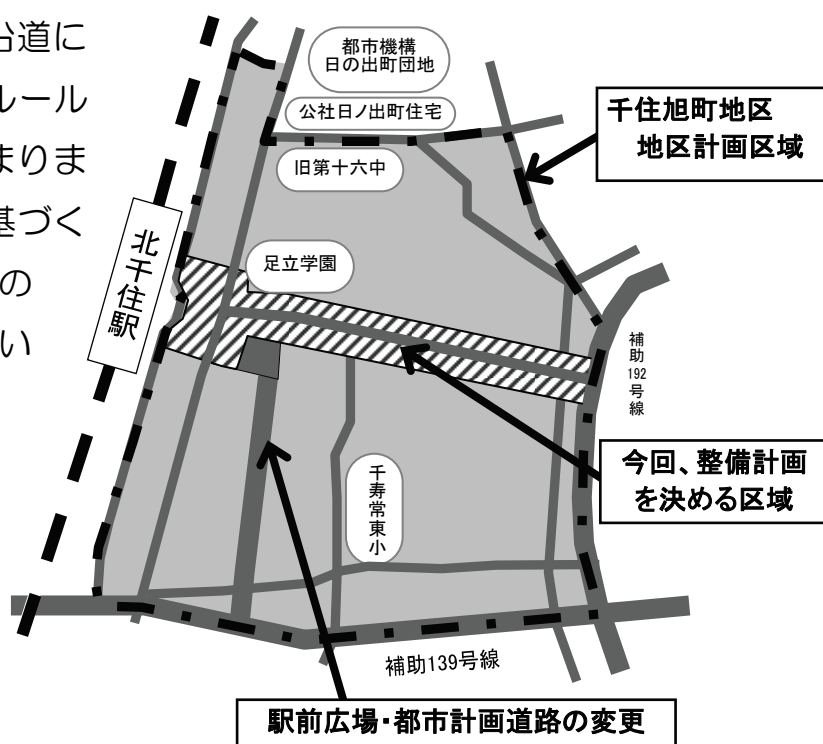 沿道に
ルール
まりま
基づく
の
い
都市機構
日の出町団地
公社日ノ出町住宅
旧第十六中
千住旭町地区
地区計画区域
足立学園
北千住駅
補助192号線
今回、整備計画
を決める区域
千寿常東小
補助139号線
駅前広場・都市計画道路の変更